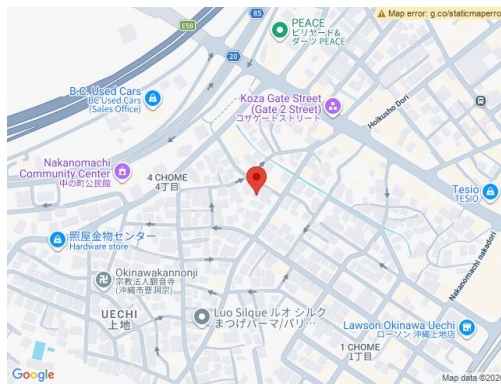 Map error: g.co/staticmaperro
85
E58
PEACE
ビリヤード&
ダーツ PEACE
20
B.C. Used Cars
BC Used Cars
(Sales Office)
Koza Gate Street
(Gate 2 Street)
コザゲートストリート
Hoikusho Dori
Nakanomachi
Community Center
中の町公民館
4 CHOME
4丁目
Tesio
TESIO
照屋金物センター
Hardware store
Nakanomachi nakadori
Okinawakannonji
宗教法人観音寺
(沖縄市曹洞宗)
UECHI
上地
Luo Silque ルオ シルク
まつげパーマ/パリ…
Lawson Okinawa Uechi
ローソン 沖縄上地店
1 CHOME
1丁目
Google
Map data ©2025